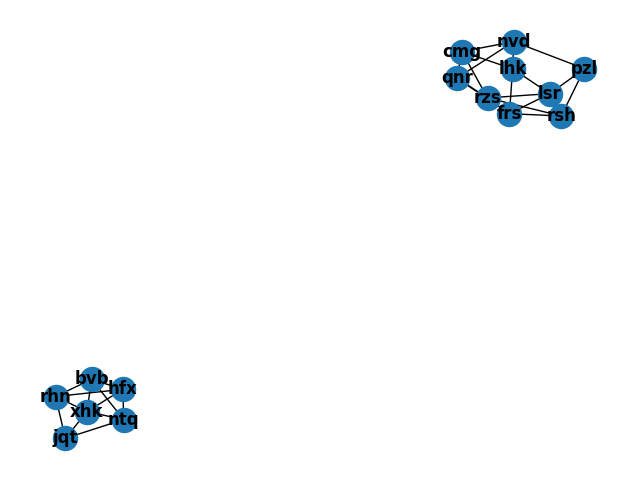 nvd
cmg
lhk
pzl
qnr
rzs
lsr
frs
rsh
bvb
hfx
rhn
xhk
ntq
jqt